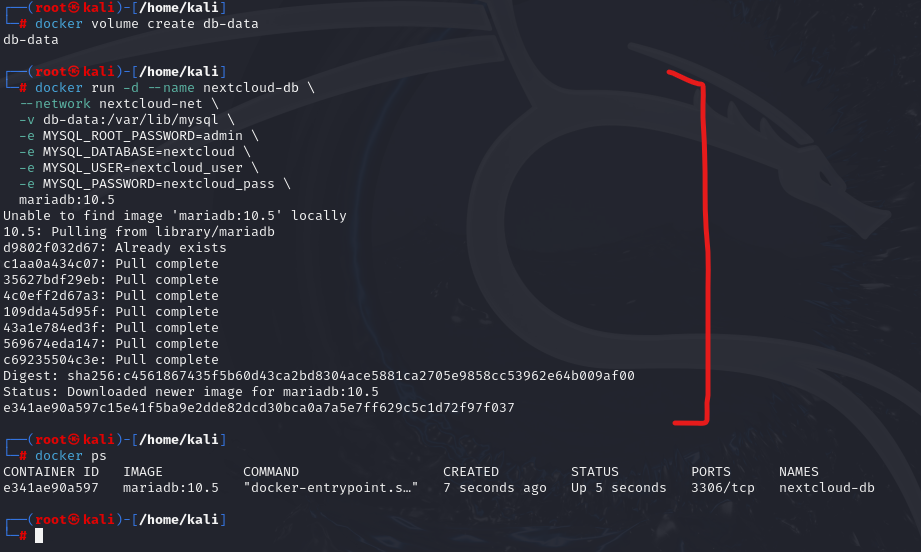 ┌──(root㉿kali)-[/home/kali]
└─# docker volume create db-data
db-data
┌──(root㉿kali)-[/home/kali]
└─# docker run -d --name nextcloud-db \
--network nextcloud-net \
-v db-data:/var/lib/mysql \
-e MYSQL_ROOT_PASSWORD=admin \
-e MYSQL_DATABASE=nextcloud \
-e MYSQL_USER=nextcloud_user \
-e MYSQL_PASSWORD=nextcloud_pass \
mariadb:10.5
Unable to find image 'mariadb:10.5' locally
10.5: Pulling from library/mariadb
d9802f032d67: Already exists
c1aa0a434c07: Pull complete
35627bdf29eb: Pull complete
4c0eff2d67a3: Pull complete
109dda45d95f: Pull complete
43a1e784ed3f: Pull complete
569674eda147: Pull complete
c69235504c3e: Pull complete
Digest: sha256:c4561867435f5b60d43ca2bd8304ace5881ca2705e9858cc53962e64b009af00
Status: Downloaded newer image for mariadb:10.5
e341ae90a597c15e41f5ba9e2dde82dcd30bca0a7a5e7ff629c5c1d72f97f037
┌──(root㉿kali)-[/home/kali]
└─# docker ps
CONTAINER ID IMAGE COMMAND CREATED STATUS PORTS NAMES
e341ae90a597 mariadb:10.5 "docker-entrypoint.s…" 7 seconds ago Up 5 seconds 3306/tcp nextcloud-db
┌──(root㉿kali)-[/home/kali]
└─#